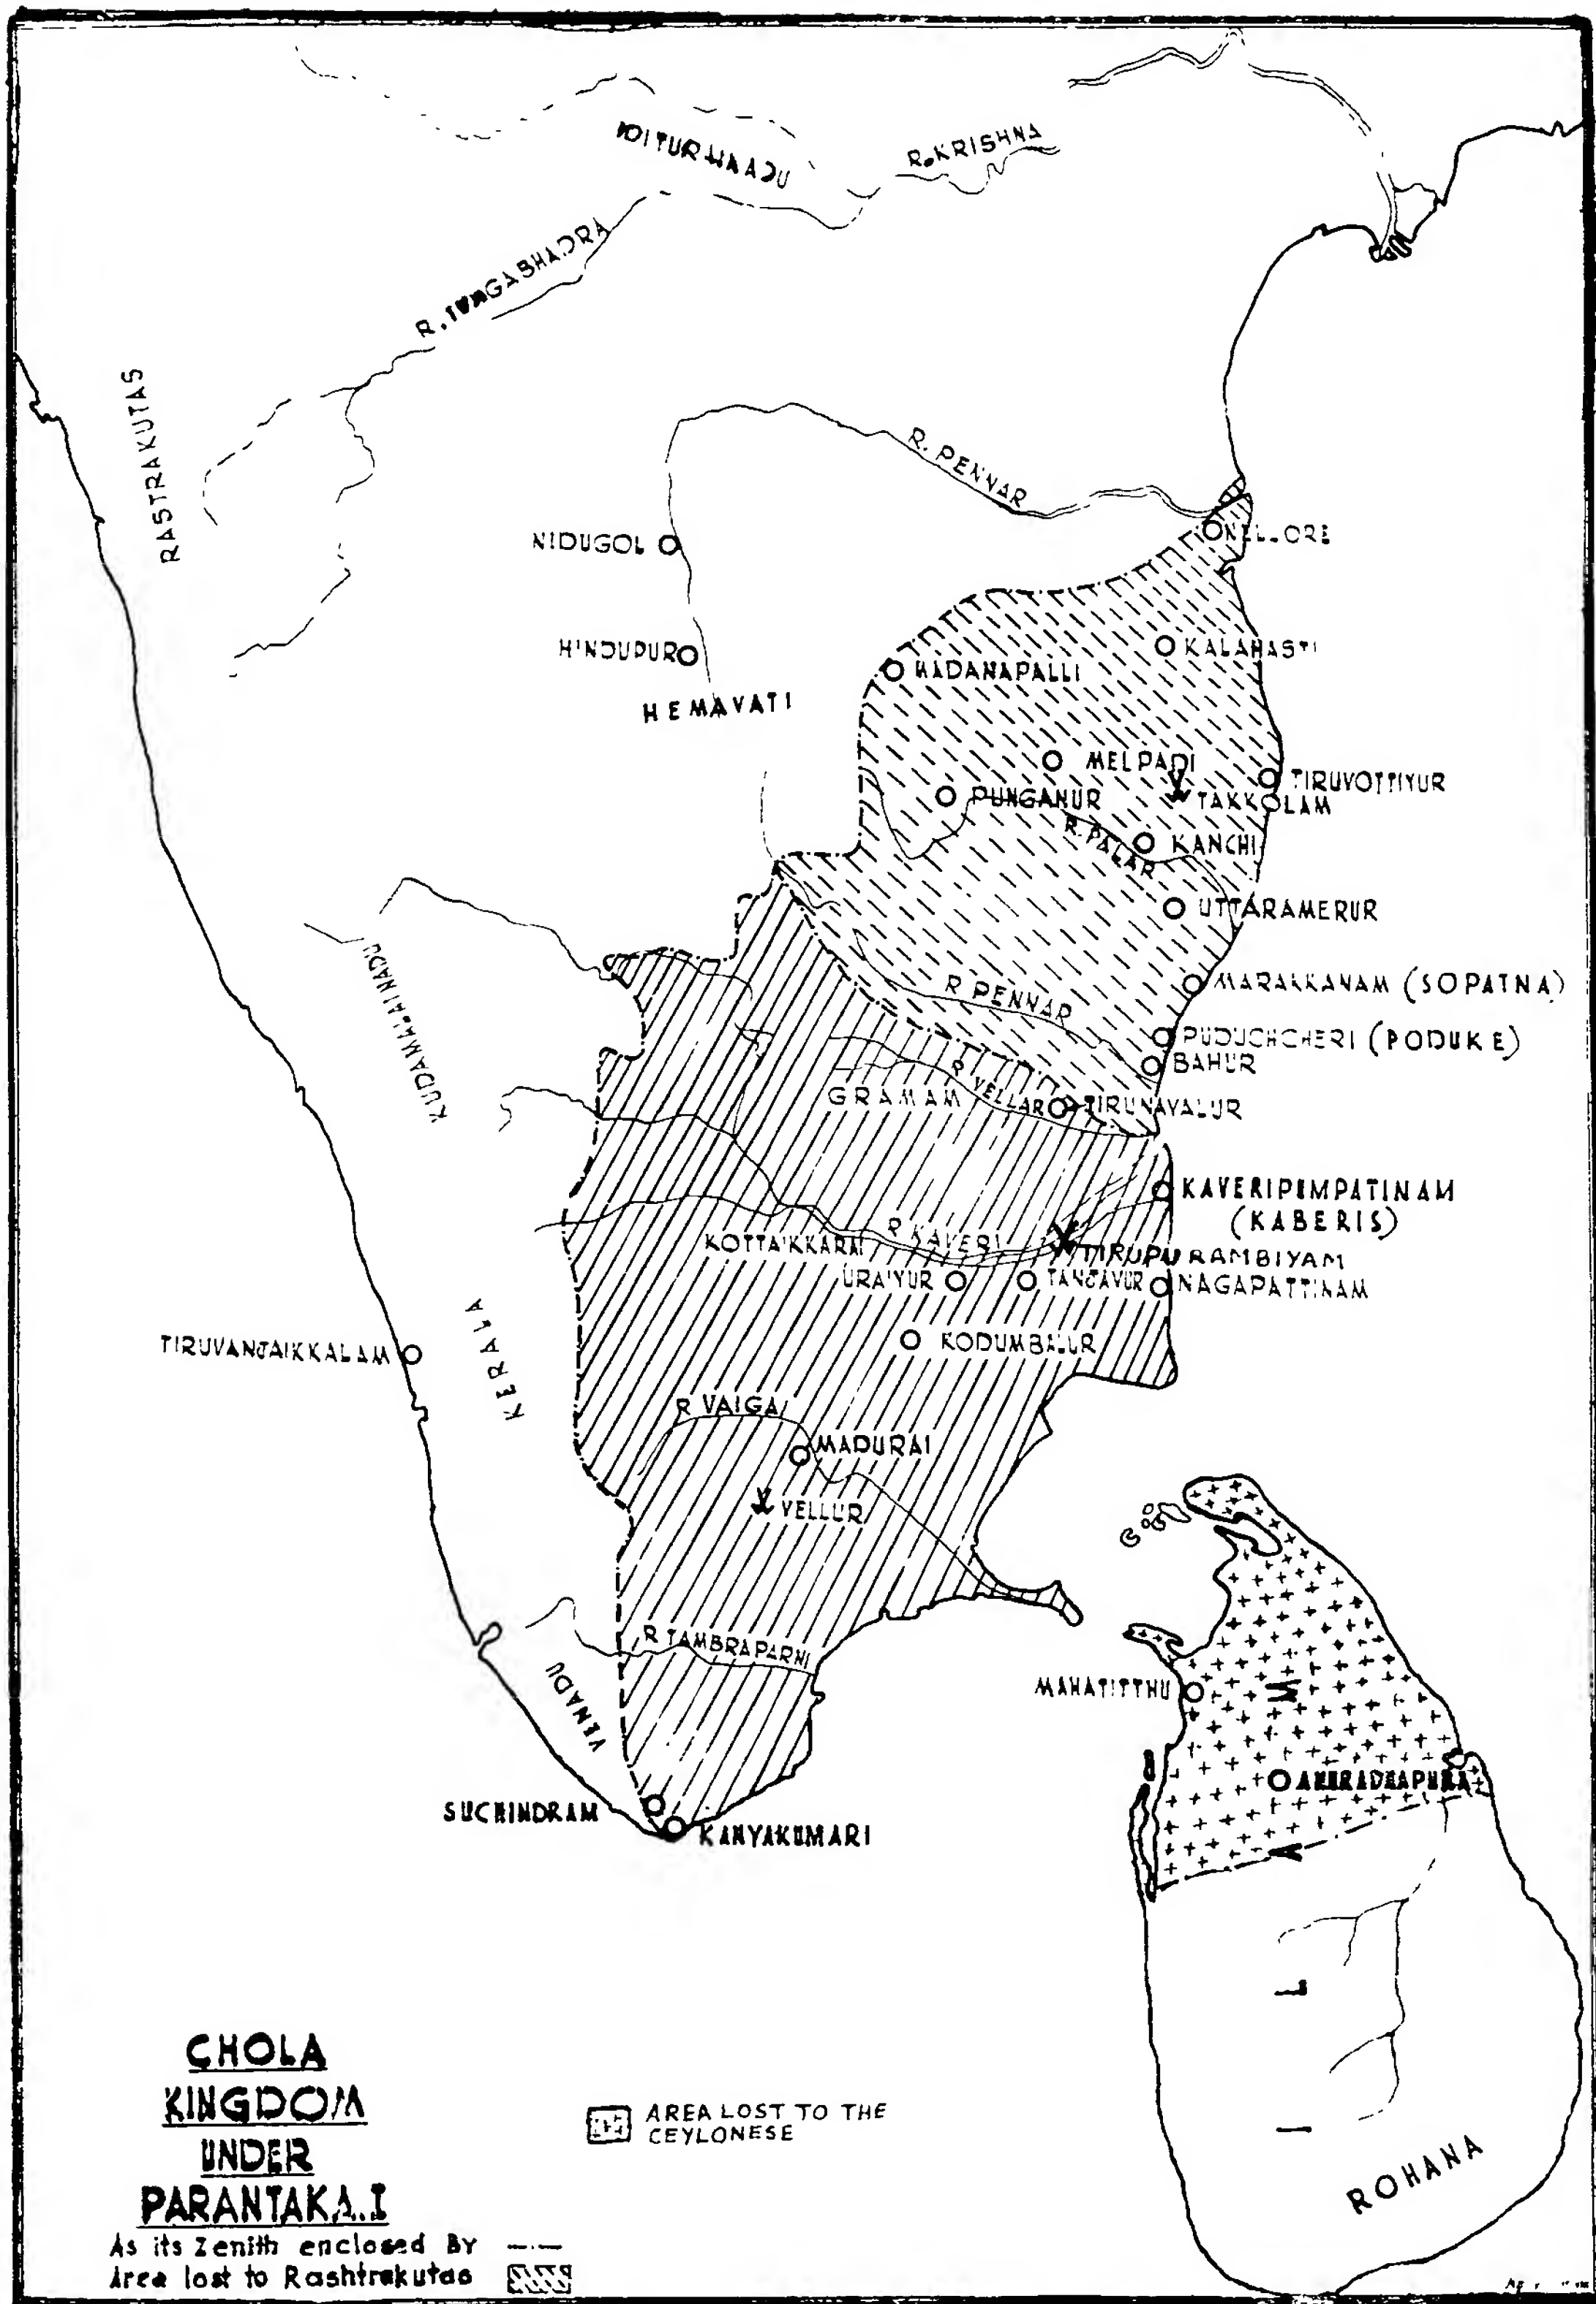 R. KRISHNA
RASTRAKUTAS
R. PENNAR
NIDUGOL
NELLORE
HINDUPUR
KALAHASTI
MADANAPALLI
HEMAVATI
MELPADI
TIRUVOTTIYUR
PUNGANUR
TAKKOLAM
R. PALAR
KANCHI
UTTARAMERUR
KUDAMALAINADU
R PENNAR
MARAKKANAM (SOPATNA)
PUDUCHCHERI (PODUKE)
BAHUR
R VELLAR
GRAMAM
TIRUNAVALUR
KAVERIPUMPATINAM
(KABERIS)
R KAVERI
KOTTAIKKARAI
TIRUPURAMBIYAM
URAIYUR
TANJAVUR
NAGAPATTINAM
KODUMBALUR
TIRUVANJAIKKALAM
KERALA
R VAIGAI
MADURAI
VELLUR
R TAMBRAPARNI
VENADU
MAHATITTHU
ANURADHAPURA
SUCHINDRAM
KANYAKUMARI
I L A M
ROHANA
CHOLA
KINGDOM
UNDER
PARANTAKA.I
As its Zenith enclosed By
Area lost to Rashtrakutas
AREA LOST TO THE
CEYLONESE